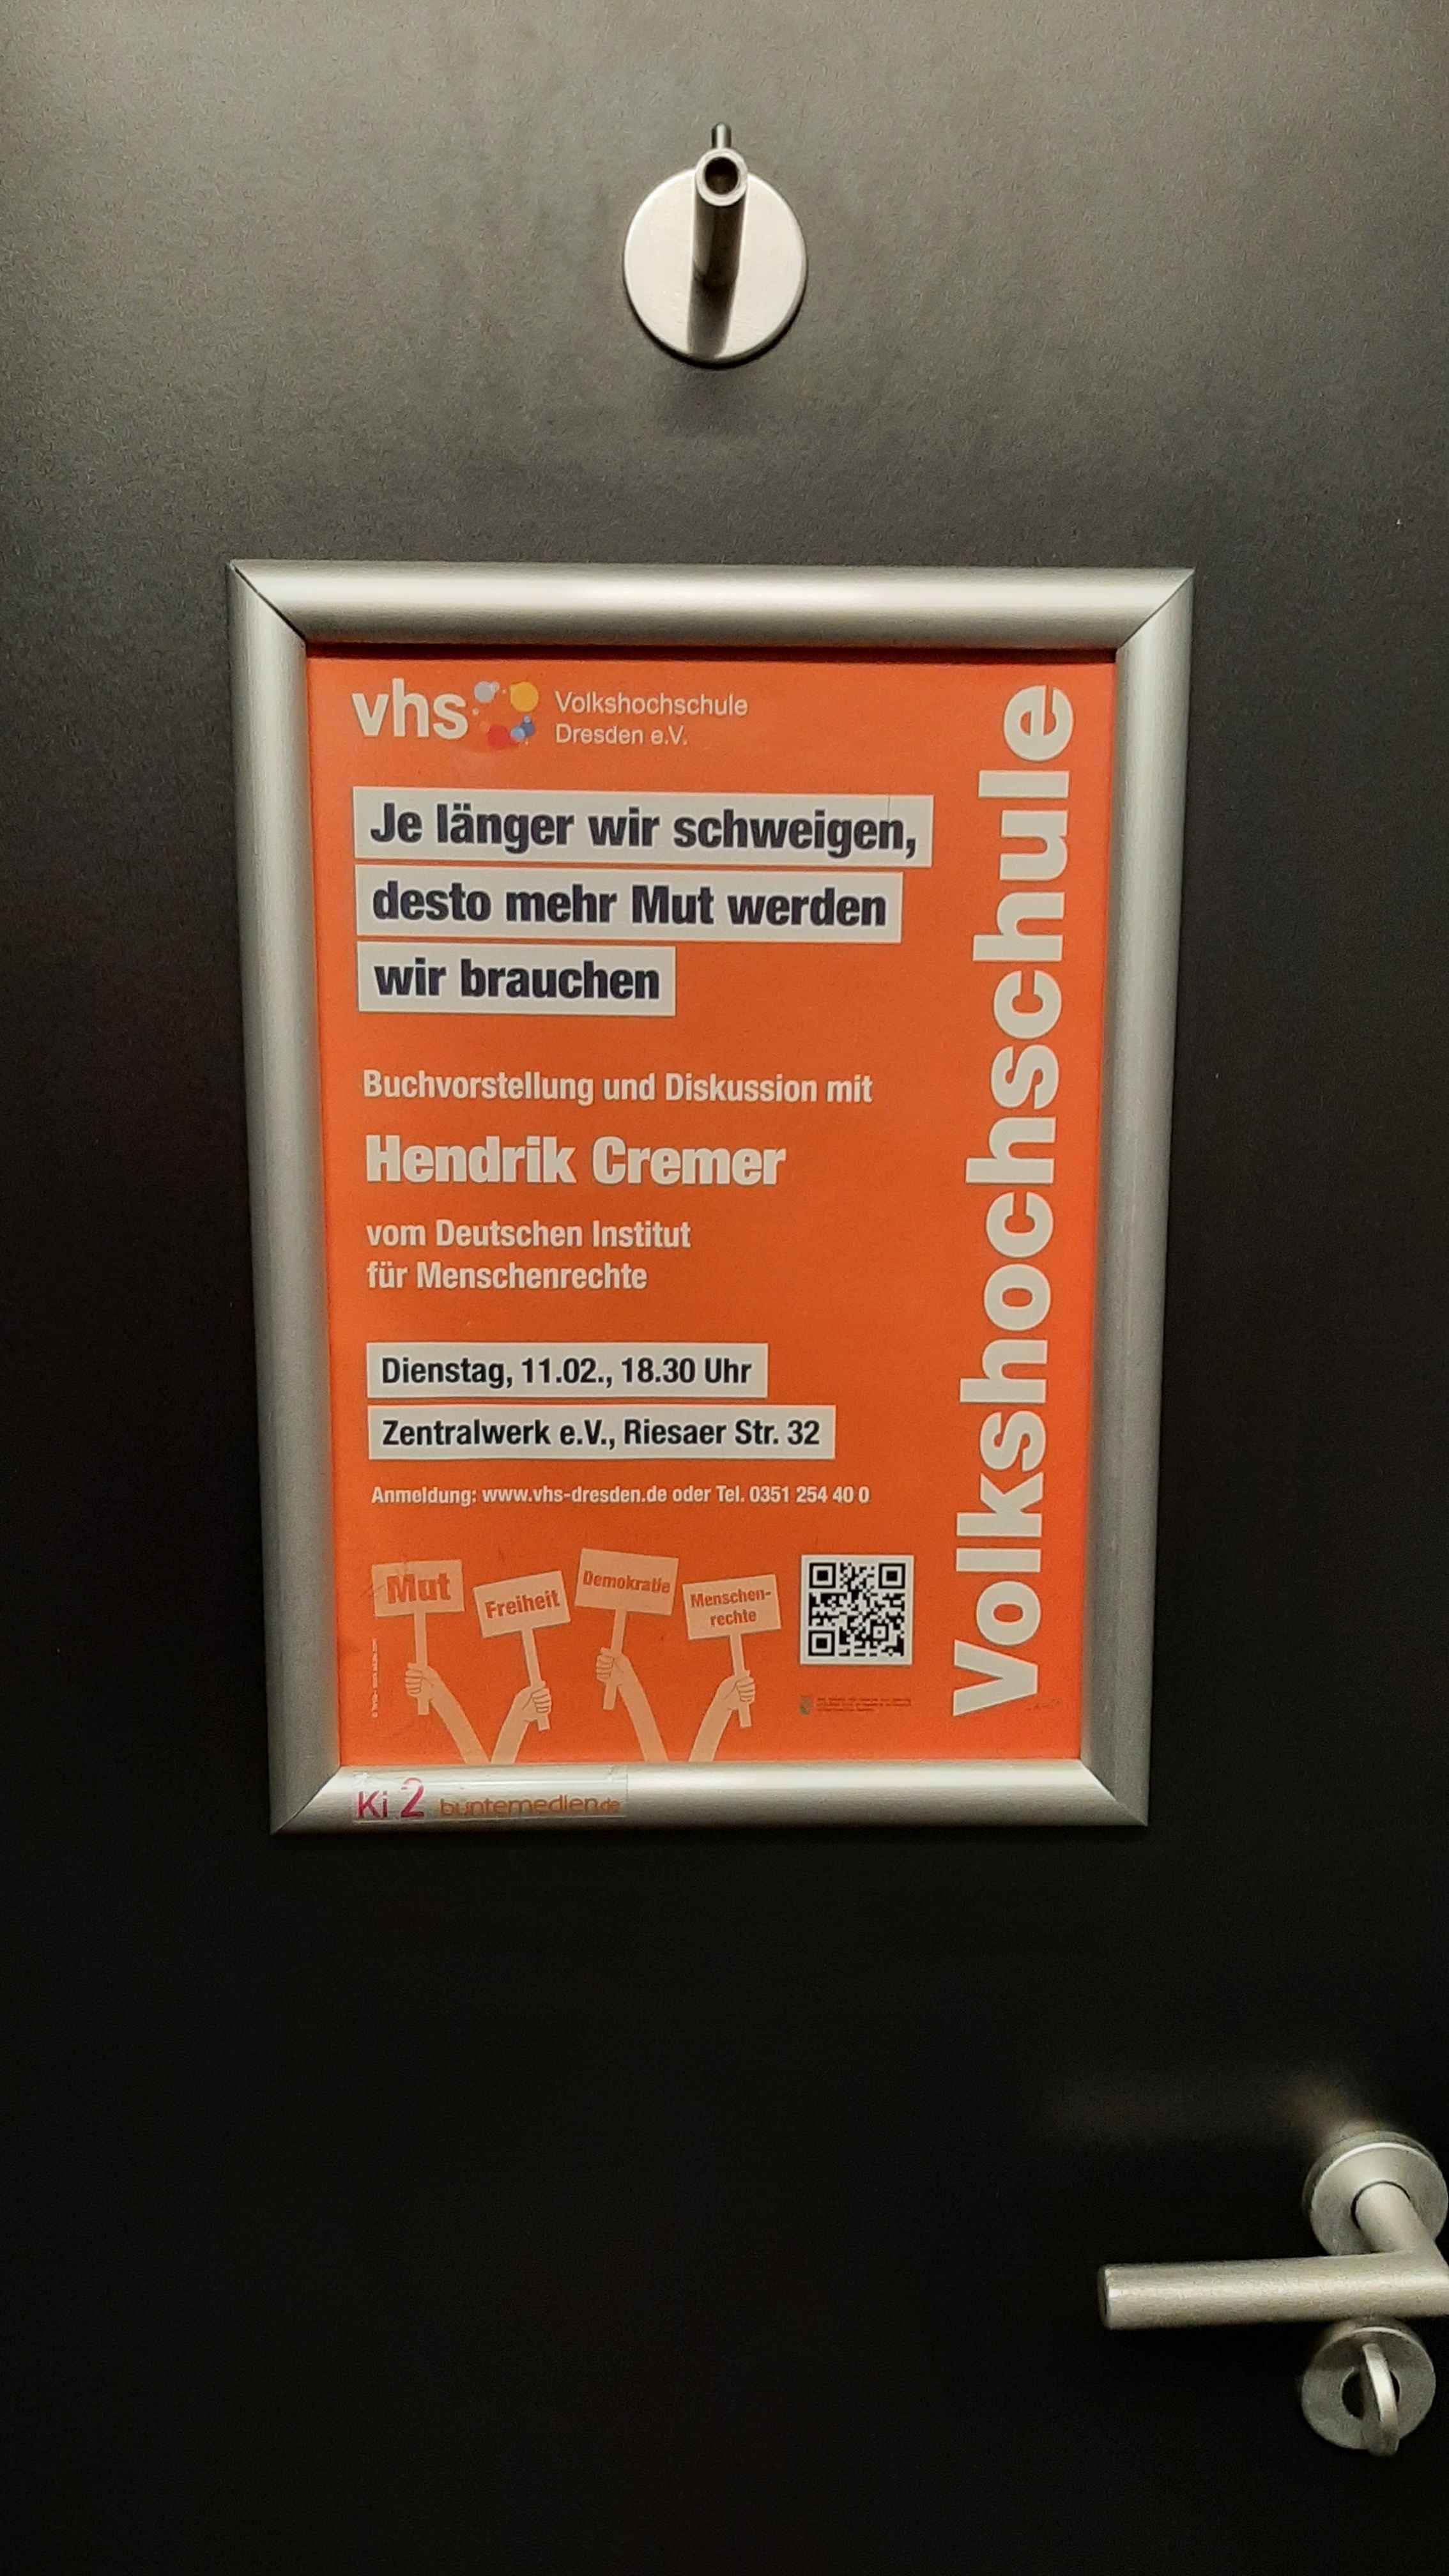 vhs
Volkshochschule
Dresden e.V.
Je länger wir schweigen,
desto mehr Mut werden
wir brauchen
Buchvorstellung und Diskussion mit
Hendrik Cremer
vom Deutschen Institut
für Menschenrechte
Dienstag, 11.02., 18.30 Uhr
Zentralwerk e.V., Riesaer Str. 32
Anmeldung: www.vhs-dresden.de oder Tel. 0351 254 40 0
Mut
Freiheit
Demokratie
Menschen-
rechte
Volkshochschule
Ki 2 buntemedien.de